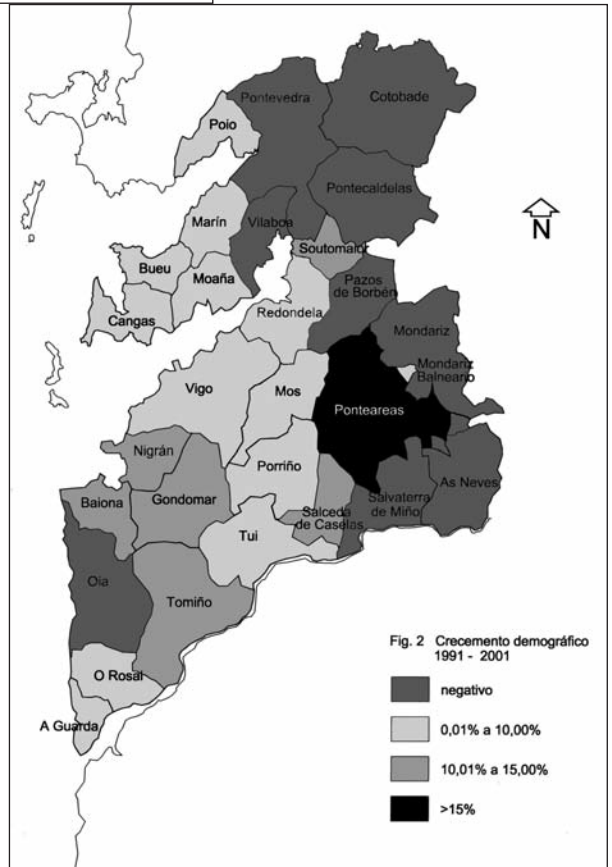 Pontevedra
Cotobade
Poio
Pontecaldelas
Marín
Vilaboa
Soutomaior
Bueu
Moaña
Pazos
de Borbén
Redondela
Cangas
Mondariz
Mondariz
Balneario
Vigo
Mos
Ponteareas
Nigrán
Porriño
As Neves
Baiona
Gondomar
Salvaterra
de Miño
Salceda
de Caselas
Tui
Oia
Tomiño
O Rosal
A Guarda
N
Fig. 2 Crecemento demográfico
1991 - 2001
negativo
0,01% a 10,00%
10,01% a 15,00%
>15%